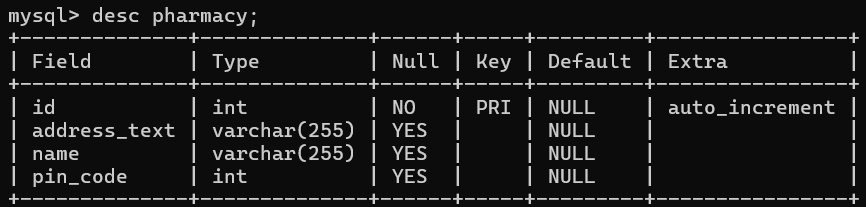 mysql> desc pharmacy;
+--------------+--------------+------+-----+---------+----------------+
| Field        | Type         | Null | Key | Default | Extra          |
+--------------+--------------+------+-----+---------+----------------+
| id           | int          | NO   | PRI | NULL    | auto_increment |
| address_text | varchar(255) | YES  |     | NULL    |                |
| name         | varchar(255) | YES  |     | NULL    |                |
| pin_code     | int          | YES  |     | NULL    |                |
+--------------+--------------+------+-----+---------+----------------+